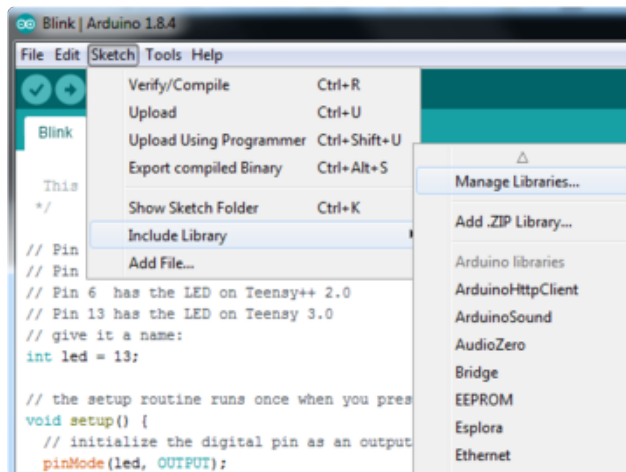 Blink | Arduino 1.8.4
File Edit Sketch Tools Help
Blink
Verify/Compile Ctrl+R
Upload Ctrl+U
Upload Using Programmer Ctrl+Shift+U
Export compiled Binary Ctrl+Alt+S
Show Sketch Folder Ctrl+K
Include Library
Add File...
Manage Libraries...
Add .ZIP Library...
Arduino libraries
ArduinoHttpClient
ArduinoSound
AudioZero
Bridge
EEPROM
Esplora
Ethernet
This
*/
// Pin
// Pin
// Pin 6 has the LED on Teensy++ 2.0
// Pin 13 has the LED on Teensy 3.0
// give it a name:
int led = 13;
// the setup routine runs once when you pres
void setup() {
// initialize the digital pin as an output
pinMode(led, OUTPUT);